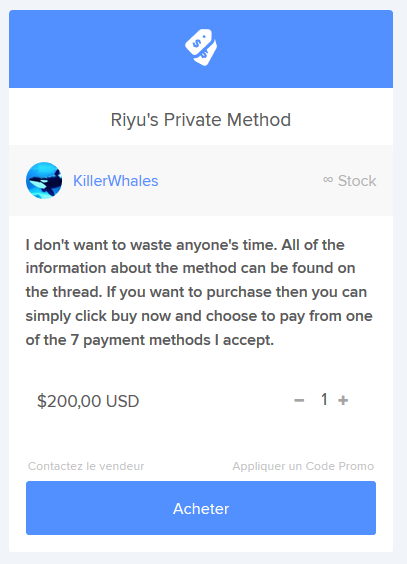 Riyu's Private Method
KillerWhales
∞ Stock
I don't want to waste anyone's time. All of the
information about the method can be found on
the thread. If you want to purchase then you can
simply click buy now and choose to pay from one
of the 7 payment methods I accept.
$200,00 USD
− 1 +
Contactez le vendeur
Appliquer un Code Promo
Acheter